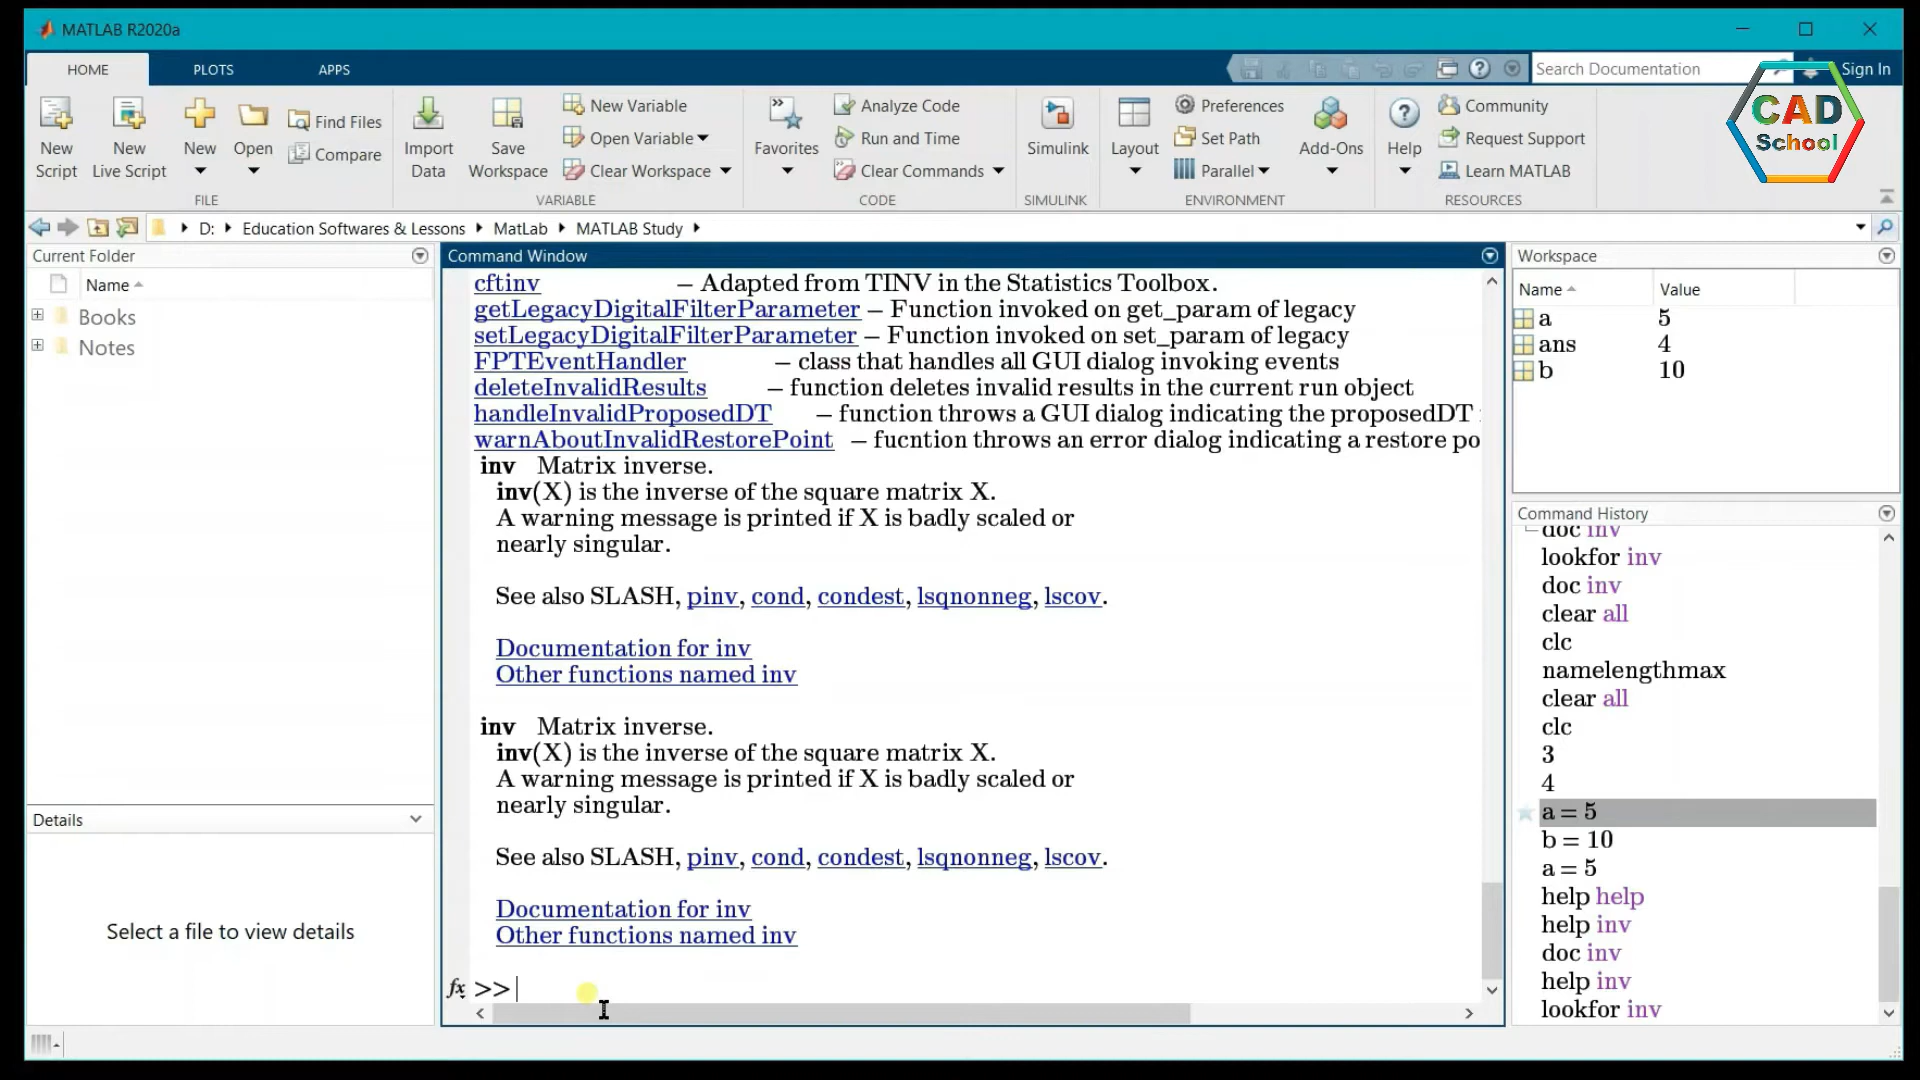 MATLAB R2020a
HOME
PLOTS
APPS
Search Documentation
Sign In
New Script
New Live Script
New
Open
Find Files
Compare
FILE
Import Data
Save Workspace
New Variable
Open Variable
Clear Workspace
VARIABLE
Favorites
Analyze Code
Run and Time
Clear Commands
CODE
Simulink
SIMULINK
Layout
Preferences
Set Path
Parallel
Add-Ons
ENVIRONMENT
Help
Community
Request Support
Learn MATLAB
RESOURCES
CAD
School
D: Education Softwares & Lessons MatLab MATLAB Study
Current Folder
Name
Books
Notes
Details
Select a file to view details
Command Window
cftinv – Adapted from TINV in the Statistics Toolbox.
getLegacyDigitalFilterParameter – Function invoked on get_param of legacy
setLegacyDigitalFilterParameter – Function invoked on set_param of legacy
FPTEventHandler – class that handles all GUI dialog invoking events
deleteInvalidResults – function deletes invalid results in the current run object
handleInvalidProposedDT – function throws a GUI dialog indicating the proposedDT
warnAboutInvalidRestorePoint – fucntion throws an error dialog indicating a restore po
inv Matrix inverse.
inv(X) is the inverse of the square matrix X.
A warning message is printed if X is badly scaled or
nearly singular.
See also SLASH, pinv, cond, condest, lsqnonneg, lscov.
Documentation for inv
Other functions named inv
inv Matrix inverse.
inv(X) is the inverse of the square matrix X.
A warning message is printed if X is badly scaled or
nearly singular.
See also SLASH, pinv, cond, condest, lsqnonneg, lscov.
Documentation for inv
Other functions named inv
fx >>
Workspace
Name Value
a 5
ans 4
b 10
Command History
doc inv
lookfor inv
doc inv
clear all
clc
namelengthmax
clear all
clc
3
4
a = 5
b = 10
a = 5
help help
help inv
doc inv
help inv
lookfor inv